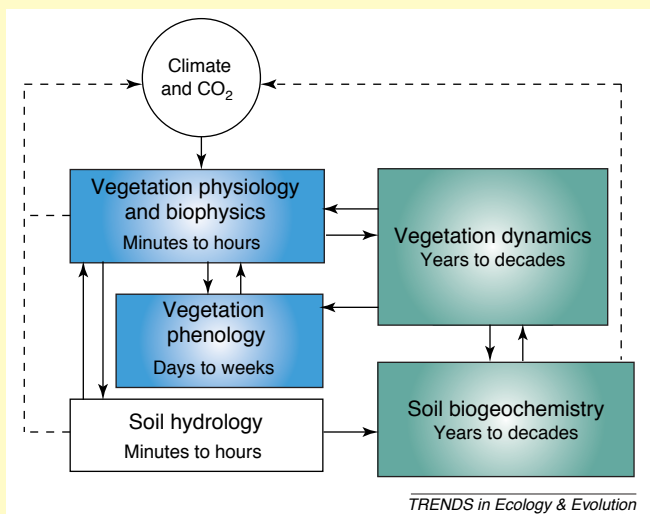 Climate
and CO₂
Vegetation physiology
and biophysics
Minutes to hours
Vegetation dynamics
Years to decades
Vegetation
phenology
Days to weeks
Soil hydrology
Minutes to hours
Soil biogeochemistry
Years to decades
TRENDS in Ecology & Evolution